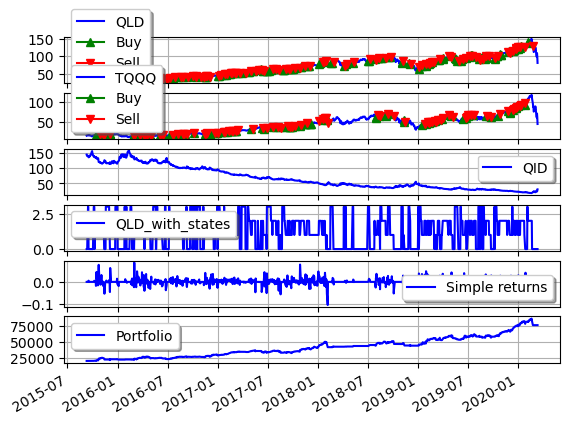 QLD
Buy
Sell
150
100
50
TQQQ
Buy
Sell
100
50
150
100
50
QID
2.5
0.0
QLD_with_states
0.0
−0.1
Simple returns
75000
50000
25000
Portfolio
2015-07
2016-01
2016-07
2017-01
2017-07
2018-01
2018-07
2019-01
2019-07
2020-01